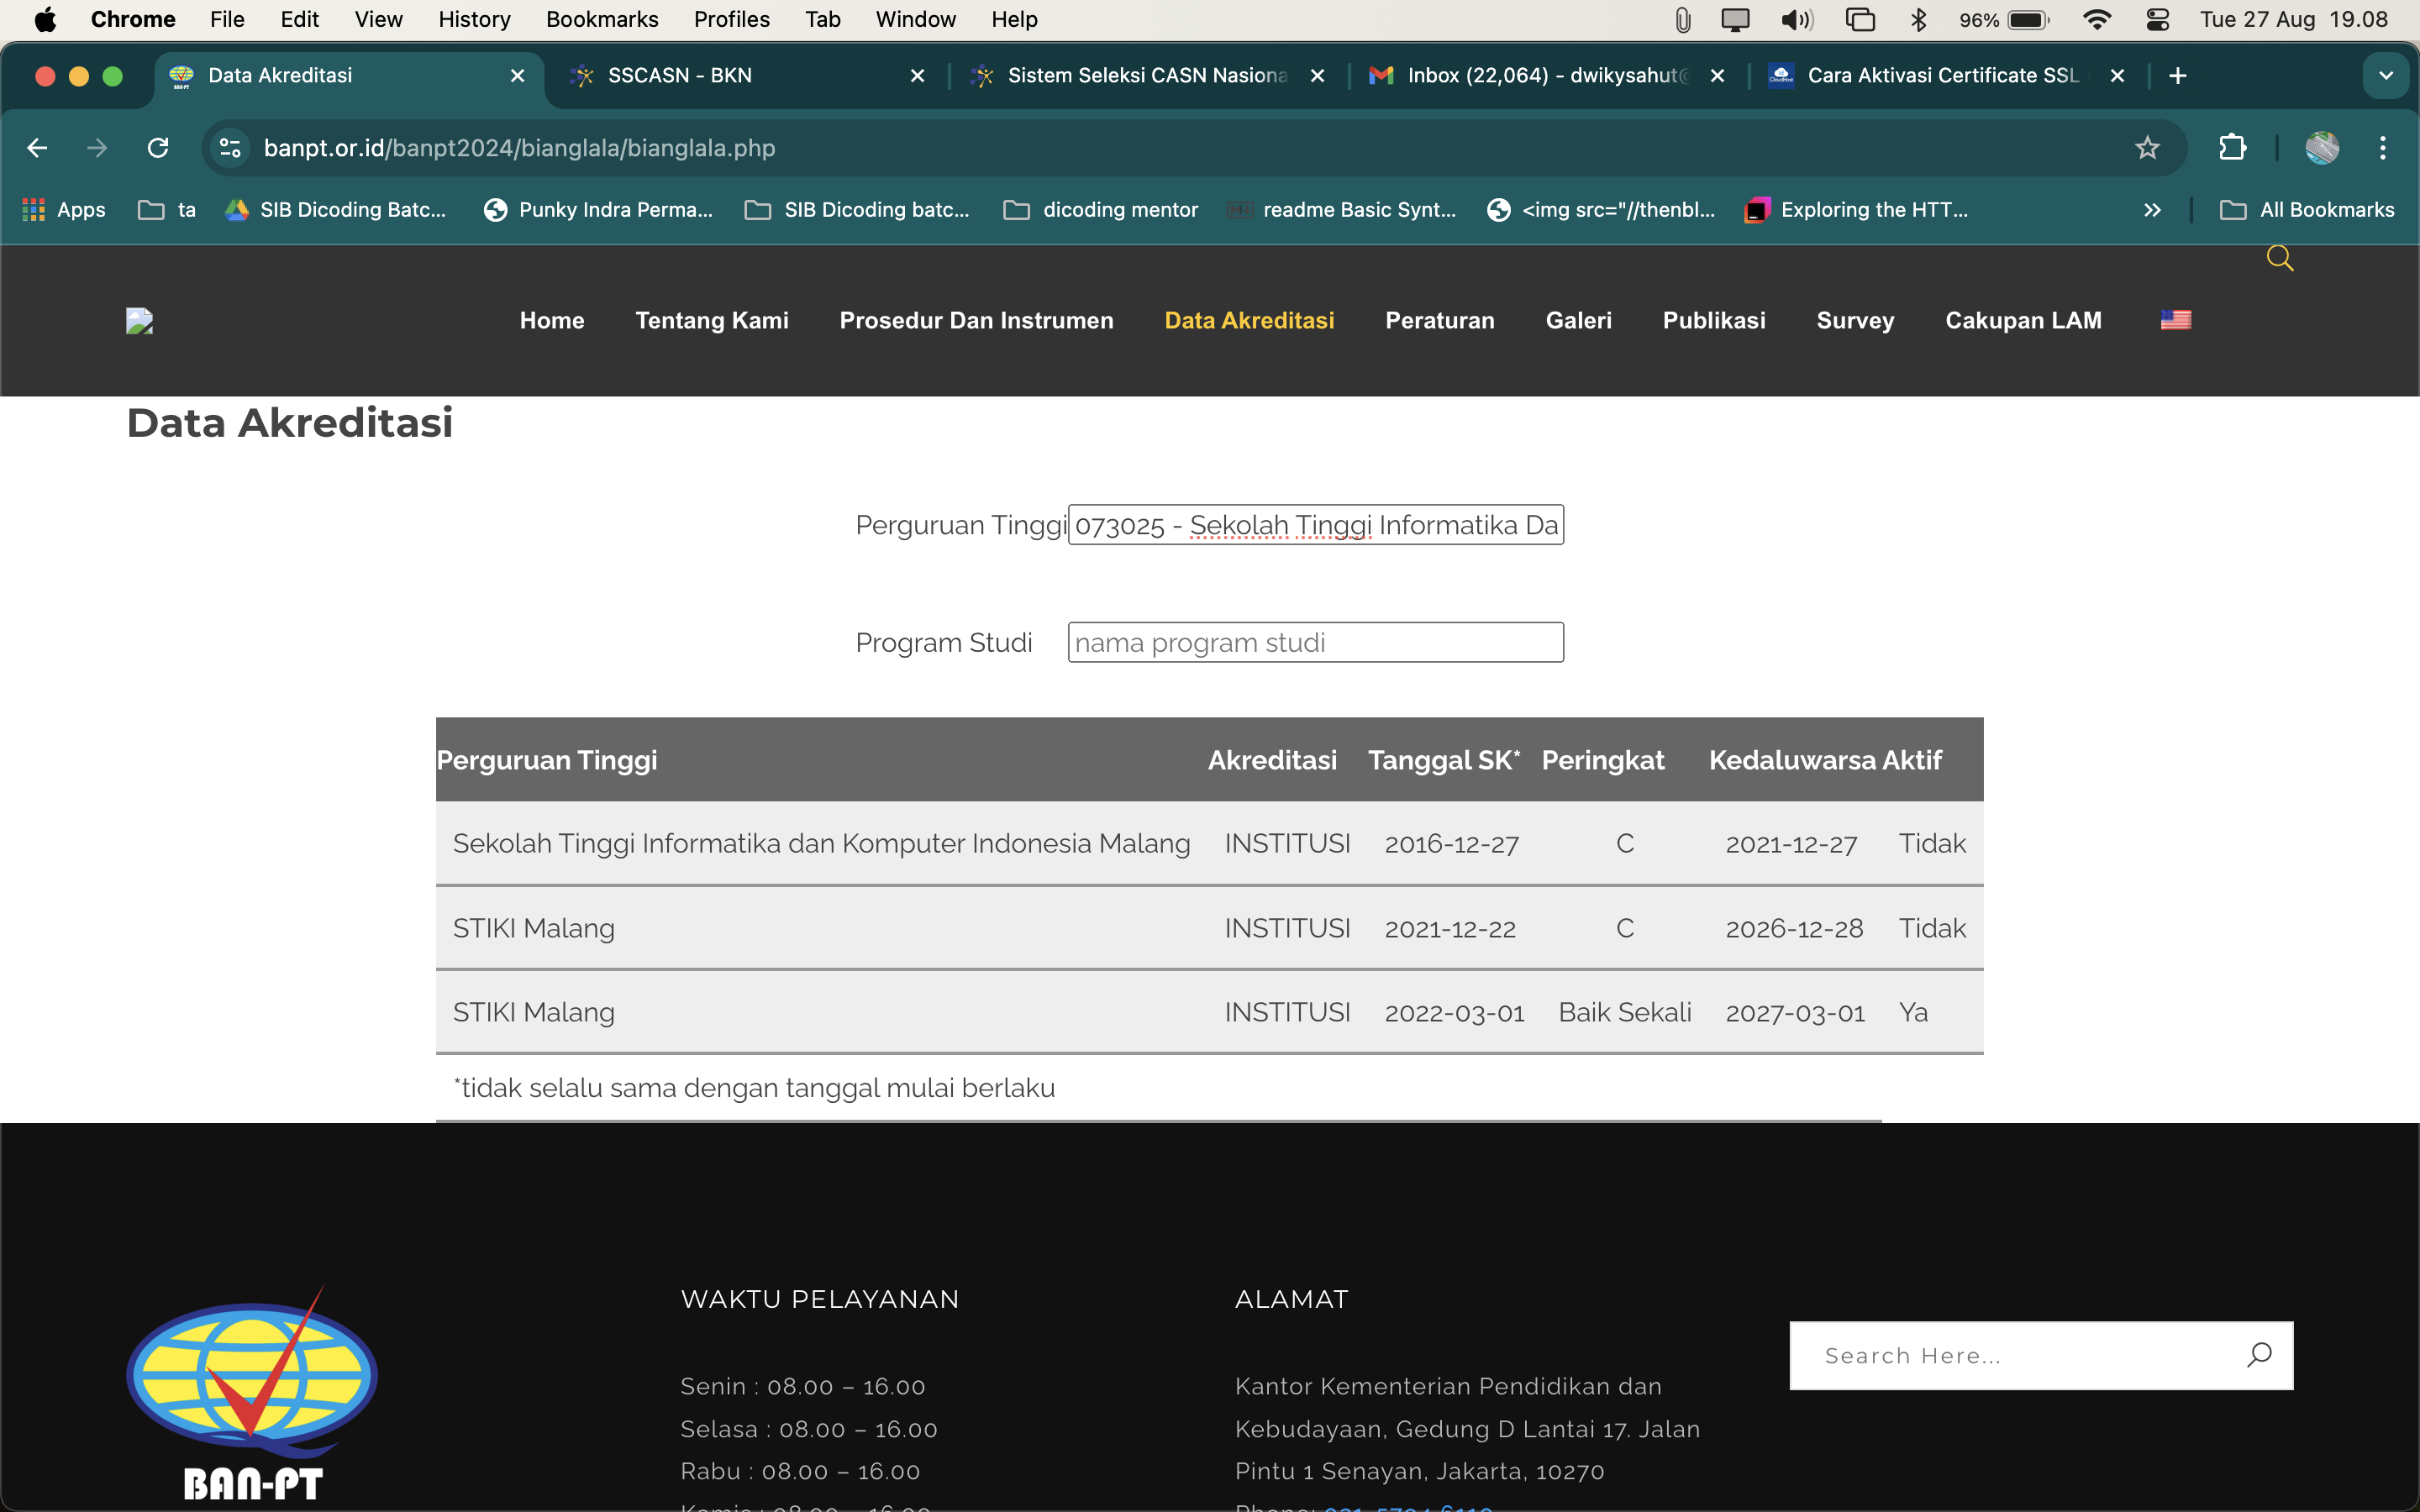 Chrome File Edit View History Bookmarks Profiles Tab Window Help 96% Tue 27 Aug 19.08
Data Akreditasi SSCASN - BKN Sistem Seleksi CASN Nasiona Inbox (22,064) - dwikysahut Cara Aktivasi Certificate SSL
banpt.or.id/banpt2024/bianglala/bianglala.php
Apps ta SIB Dicoding Batc... Punky Indra Perma... SIB Dicoding batc... dicoding mentor readme Basic Synt... <img src="//thenbl... Exploring the HTT... All Bookmarks
Home Tentang Kami Prosedur Dan Instrumen Data Akreditasi Peraturan Galeri Publikasi Survey Cakupan LAM
Data Akreditasi
Perguruan Tinggi 073025 - Sekolah Tinggi Informatika Da
Program Studi nama program studi
Perguruan Tinggi Akreditasi Tanggal SK* Peringkat Kedaluwarsa Aktif
Sekolah Tinggi Informatika dan Komputer Indonesia Malang INSTITUSI 2016-12-27 C 2021-12-27 Tidak
STIKI Malang INSTITUSI 2021-12-22 C 2026-12-28 Tidak
STIKI Malang INSTITUSI 2022-03-01 Baik Sekali 2027-03-01 Ya
*tidak selalu sama dengan tanggal mulai berlaku
WAKTU PELAYANAN
Senin : 08.00 – 16.00
Selasa : 08.00 – 16.00
Rabu : 08.00 – 16.00
ALAMAT
Kantor Kementerian Pendidikan dan
Kebudayaan, Gedung D Lantai 17. Jalan
Pintu 1 Senayan, Jakarta, 10270
Search Here...
BAN-PT